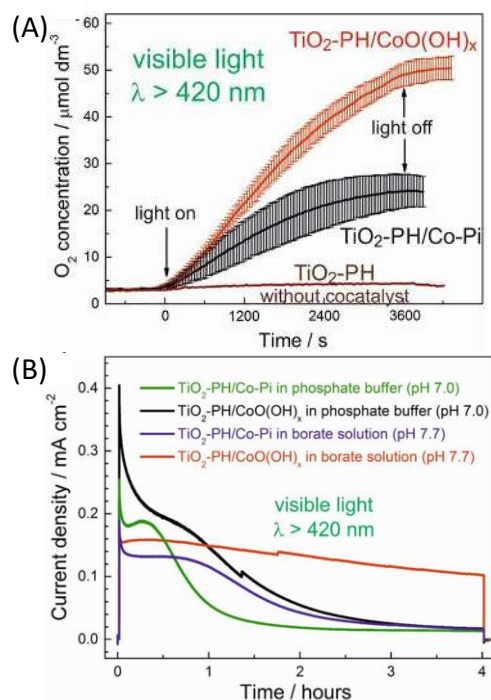 (A)
TiO₂-PH/CoO(OH)ₓ
visible light
λ > 420 nm
light off
light on
TiO₂-PH/Co-Pi
TiO₂-PH
without cocatalyst
O₂ concentration / μmol dm⁻³
60
50
40
30
20
10
0
0 1200 2400 3600
Time / s
(B)
TiO₂-PH/Co-Pi in phosphate buffer (pH 7.0)
TiO₂-PH/CoO(OH)ₓ in phosphate buffer (pH 7.0)
TiO₂-PH/Co-Pi in borate solution (pH 7.7)
TiO₂-PH/CoO(OH)ₓ in borate solution (pH 7.7)
visible light
λ > 420 nm
Current density / mA cm⁻²
0.4
0.3
0.2
0.1
0.0
0 1 2 3 4
Time / hours